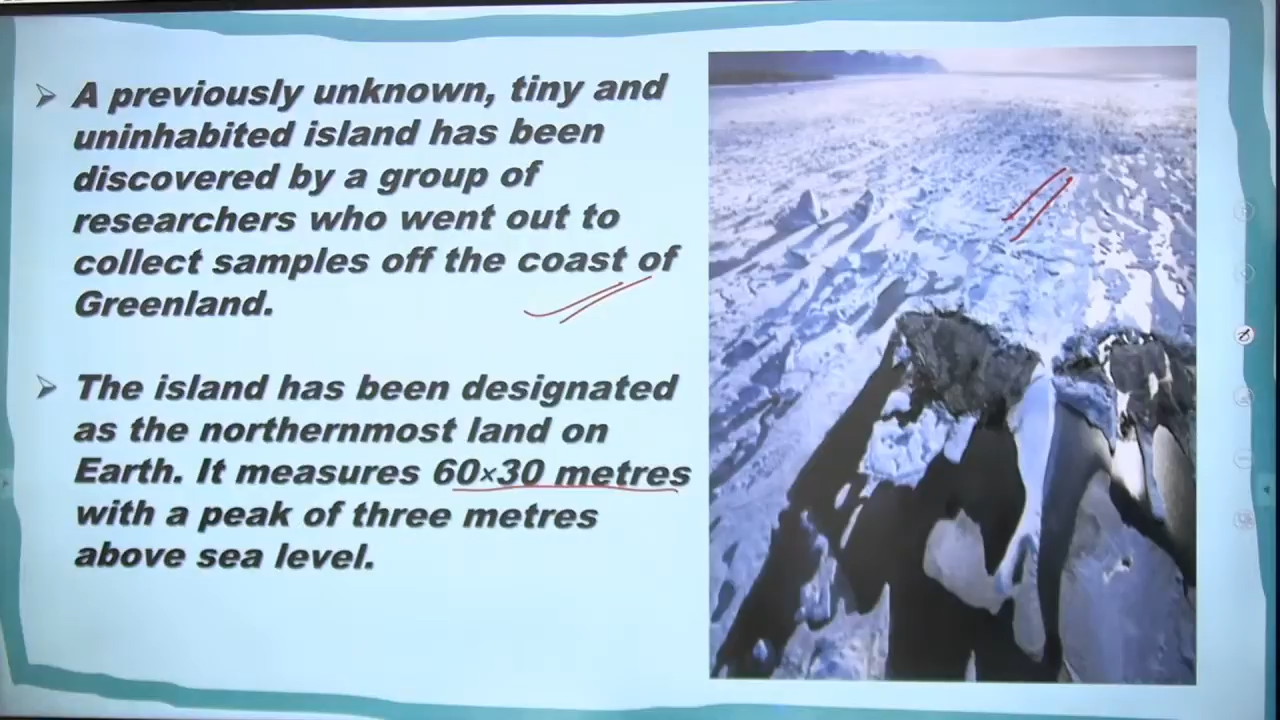 A previously unknown, tiny and
uninhabited island has been
discovered by a group of
researchers who went out to
collect samples off the coast of
Greenland.
The island has been designated
as the northernmost land on
Earth. It measures 60×30 metres
with a peak of three metres
above sea level.